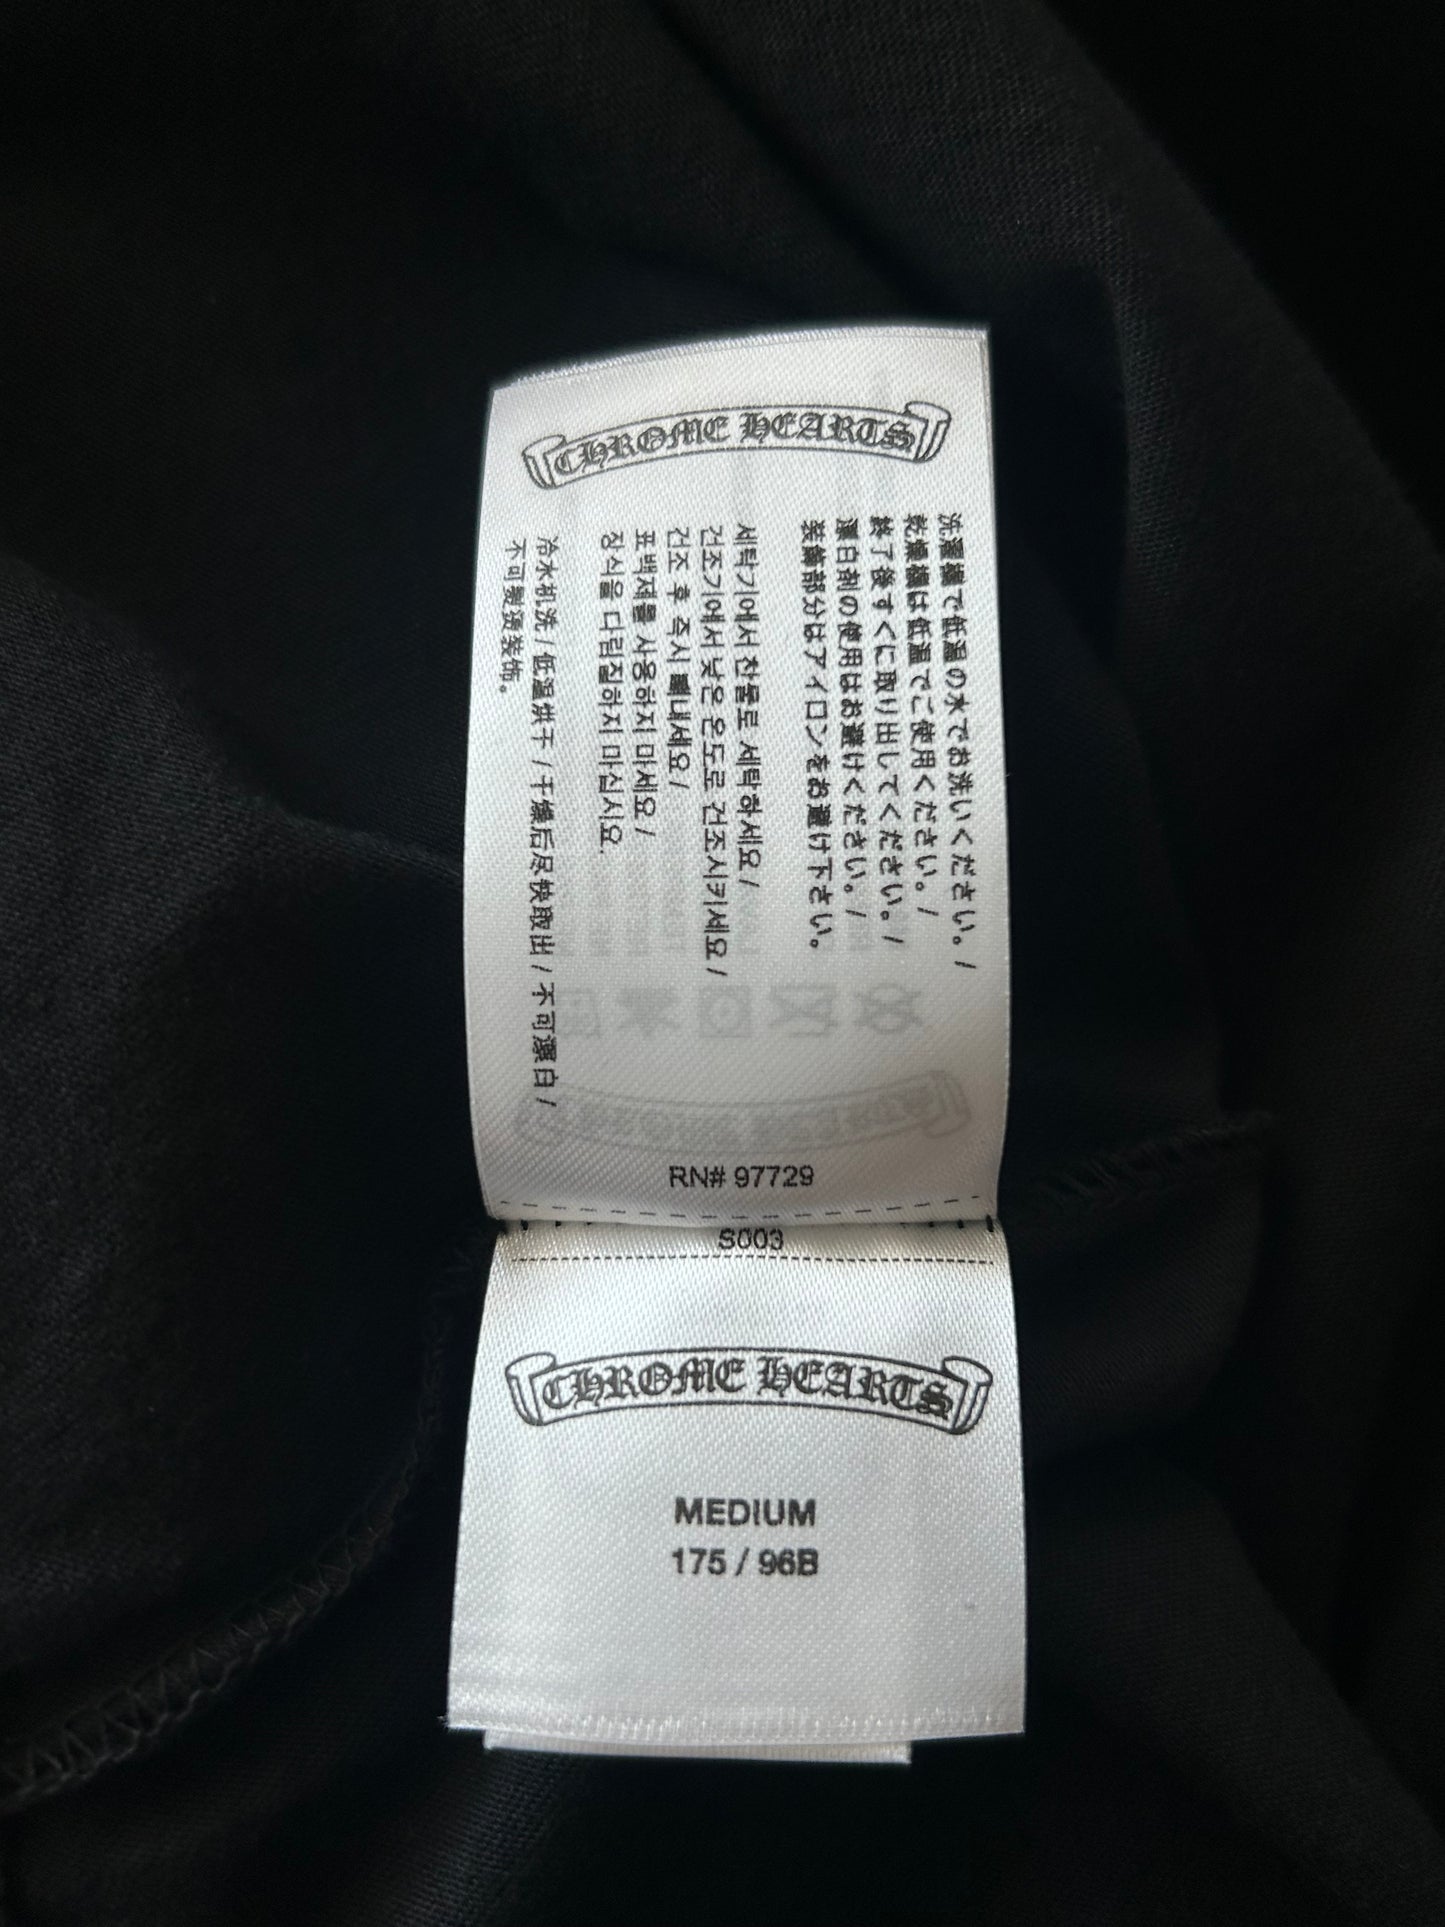 CHROME HEARTS
洗濯機で低温の水でお洗いください。/
乾燥機は低温でご使用ください。/
終了後すぐに取り出してください。/
漂白剤の使用はお避けください。/
装飾部分はアイロンをお避け下さい。
세탁기에서 찬물로 세탁하세요/
건조기에서 낮은 온도로 건조시키세요/
건조 후 즉시 빼내세요/
표백제를 사용하지 마세요/
장식을 다림질하지 마십시요.
冷水机洗/低温烘干/干燥后尽快取出/不可漂白/
不可熨烫装饰。
RN# 97729
S003
CHROME HEARTS
MEDIUM
175 / 96B